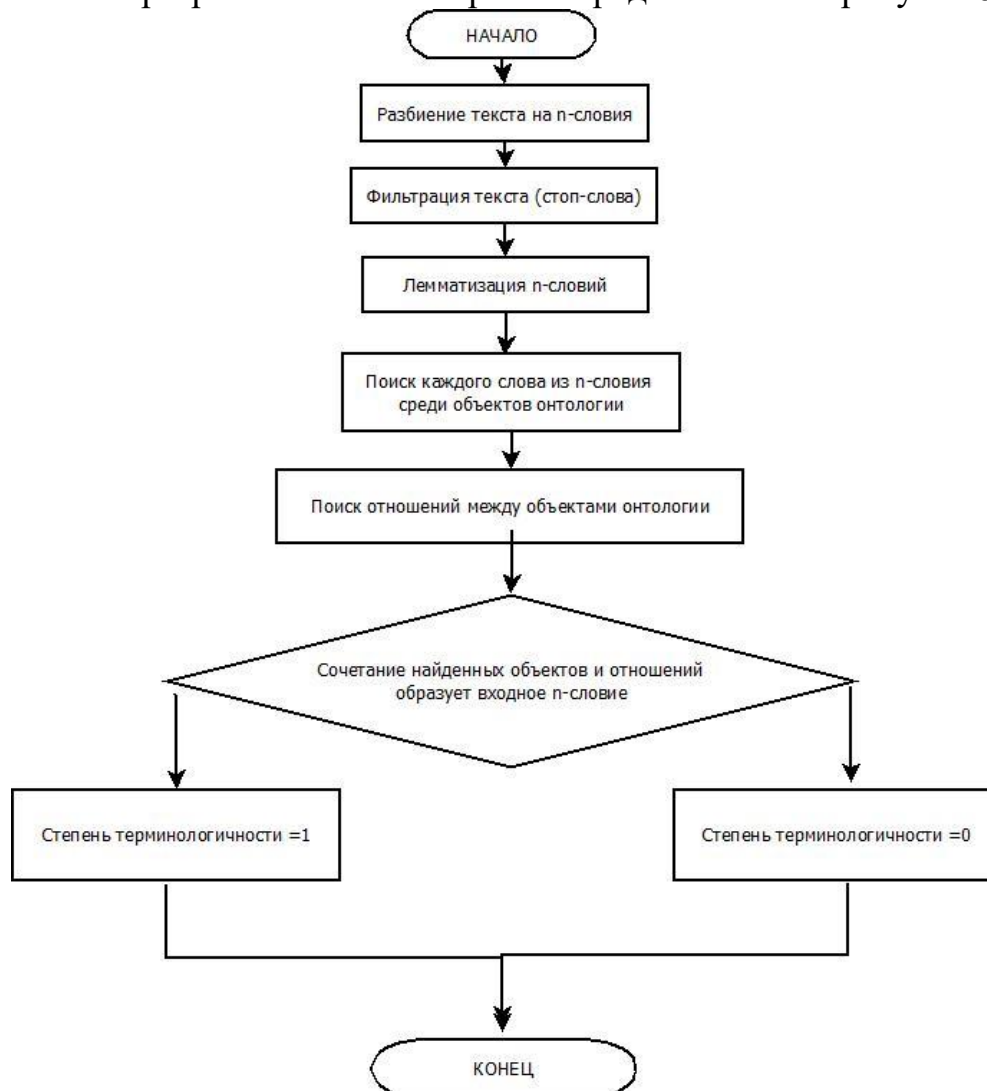 НАЧАЛО
Разбиение текста на n-словия
Фильтрация текста (стоп-слова)
Лемматизация n-словий
Поиск каждого слова из n-словия
среди объектов онтологии
Поиск отношений между объектами онтологии
Сочетание найденных объектов и отношений
образует входное n-словие
Степень терминологичности =1
Степень терминологичности =0
КОНЕЦ